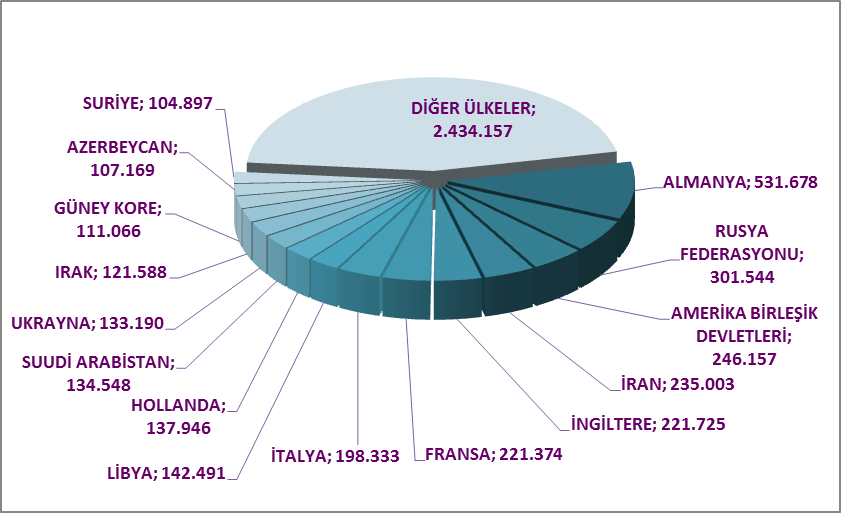 DİĞER ÜLKELER;
2.434.157
ALMANYA; 531.678
RUSYA
FEDERASYONU;
301.544
AMERİKA BİRLEŞİK
DEVLETLERİ;
246.157
İRAN; 235.003
İNGİLTERE; 221.725
FRANSA; 221.374
İTALYA; 198.333
LİBYA; 142.491
HOLLANDA;
137.946
SUUDİ ARABİSTAN;
134.548
UKRAYNA; 133.190
IRAK; 121.588
GÜNEY KORE;
111.066
AZERBEYCAN;
107.169
SURİYE; 104.897